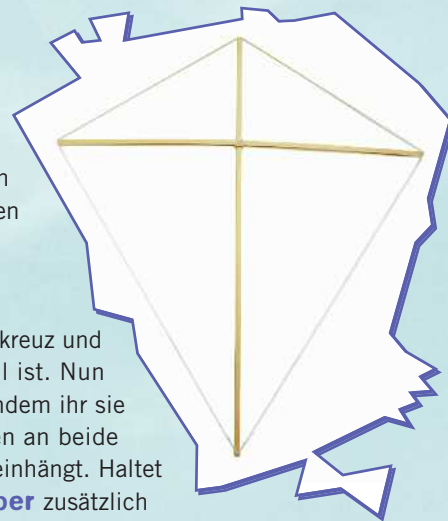 en
kreuz und
l ist. Nun
ndem ihr sie
en an beide
einhängt. Haltet
ber zusätzlich